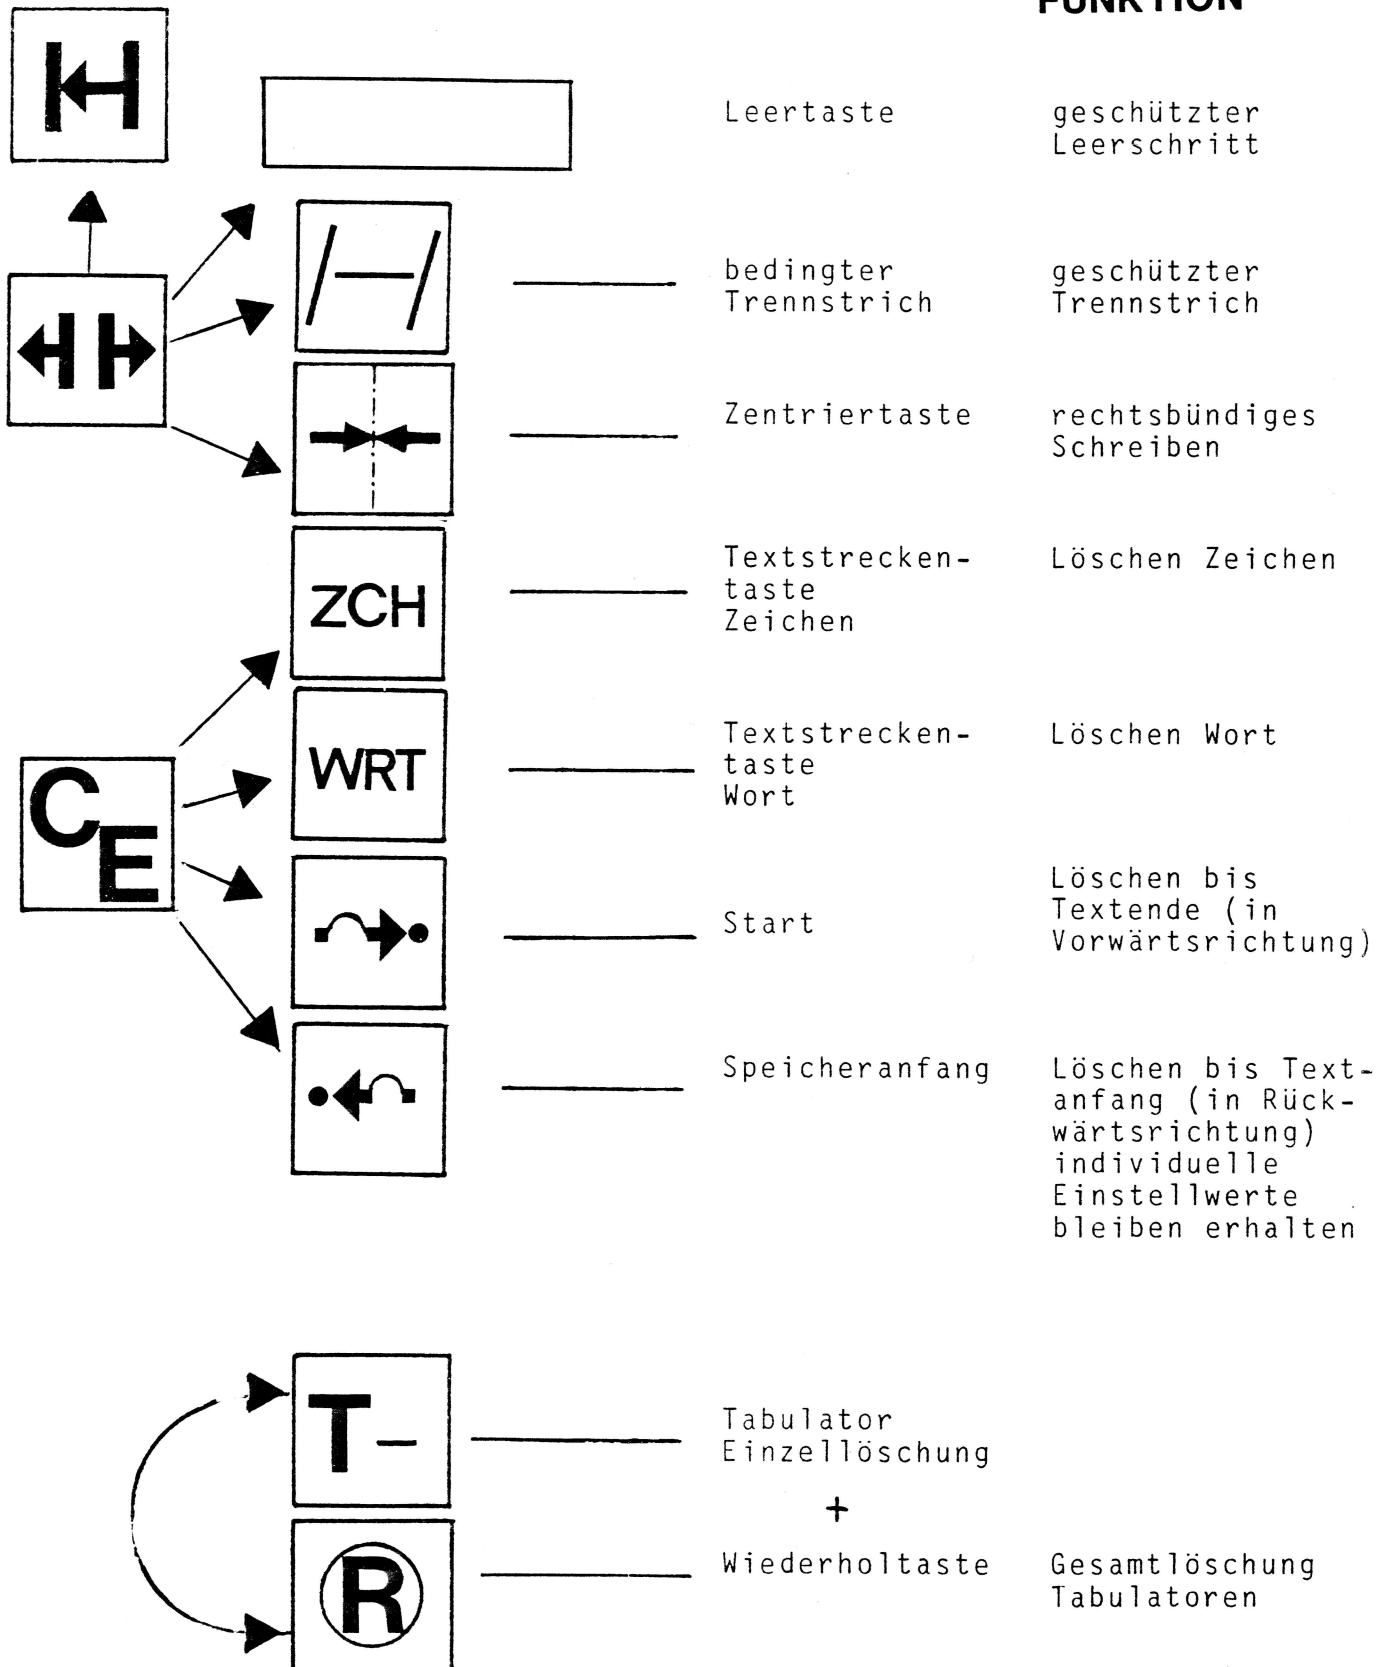 FUNKTION
Leertaste geschützter
Leerschritt
bedingter geschützter
Trennstrich Trennstrich
Zentriertaste rechtsbündiges
Schreiben
ZCH
Textstrecken- Löschen Zeichen
taste
Zeichen
WRT
Textstrecken- Löschen Wort
taste
Wort
CE
Start
Löschen bis
Textende (in
Vorwärtsrichtung)
Speicheranfang Löschen bis Text-
anfang (in Rück-
wärtsrichtung)
individuelle
Einstellwerte
bleiben erhalten
T-
Tabulator
Einzellöschung
+
R
Wiederholtaste Gesamtlöschung
Tabulatoren